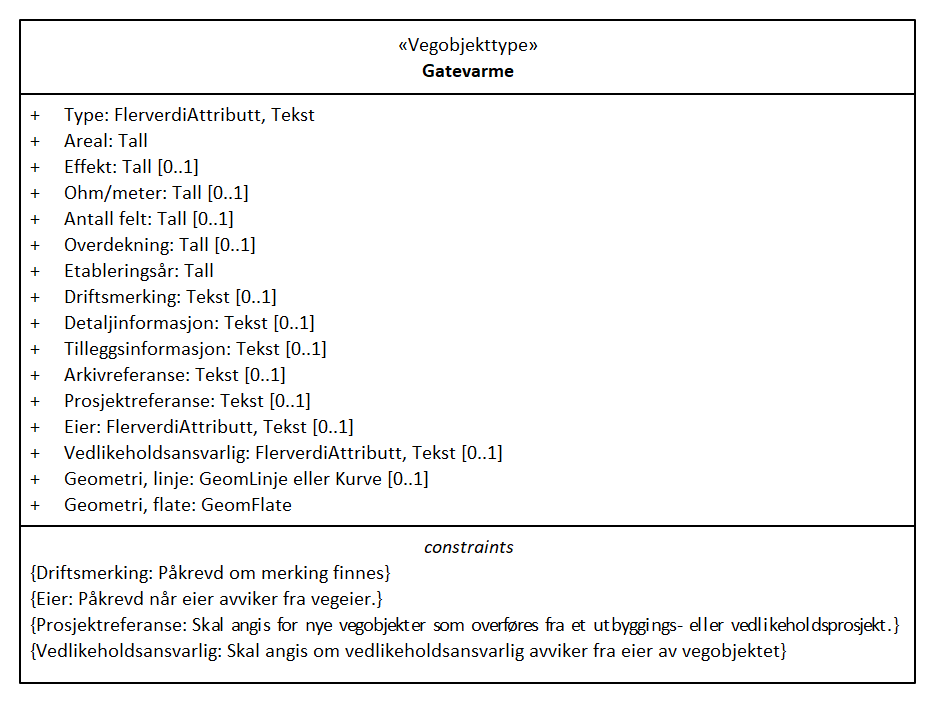 «Vegobjekttype»
Gatevarme
+ Type: FlerverdiAttributt, Tekst
+ Areal: Tall
+ Effekt: Tall [0..1]
+ Ohm/meter: Tall [0..1]
+ Antall felt: Tall [0..1]
+ Overdekning: Tall [0..1]
+ Etableringsår: Tall
+ Driftsmerking: Tekst [0..1]
+ Detaljinformasjon: Tekst [0..1]
+ Tilleggsinformasjon: Tekst [0..1]
+ Arkivreferanse: Tekst [0..1]
+ Prosjektreferanse: Tekst [0..1]
+ Eier: FlerverdiAttributt, Tekst [0..1]
+ Vedlikeholdsansvarlig: FlerverdiAttributt, Tekst [0..1]
+ Geometri, linje: GeomLinje eller Kurve [0..1]
+ Geometri, flate: GeomFlate
constraints
{Driftsmerking: Påkrevd om merking finnes}
{Eier: Påkrevd når eier avviker fra vegeier.}
{Prosjektreferanse: Skal angis for nye vegobjekter som overføres fra et utbyggings- eller vedlikeholdsprosjekt.}
{Vedlikeholdsansvarlig: Skal angis om vedlikeholdsansvarlig avviker fra eier av vegobjektet}